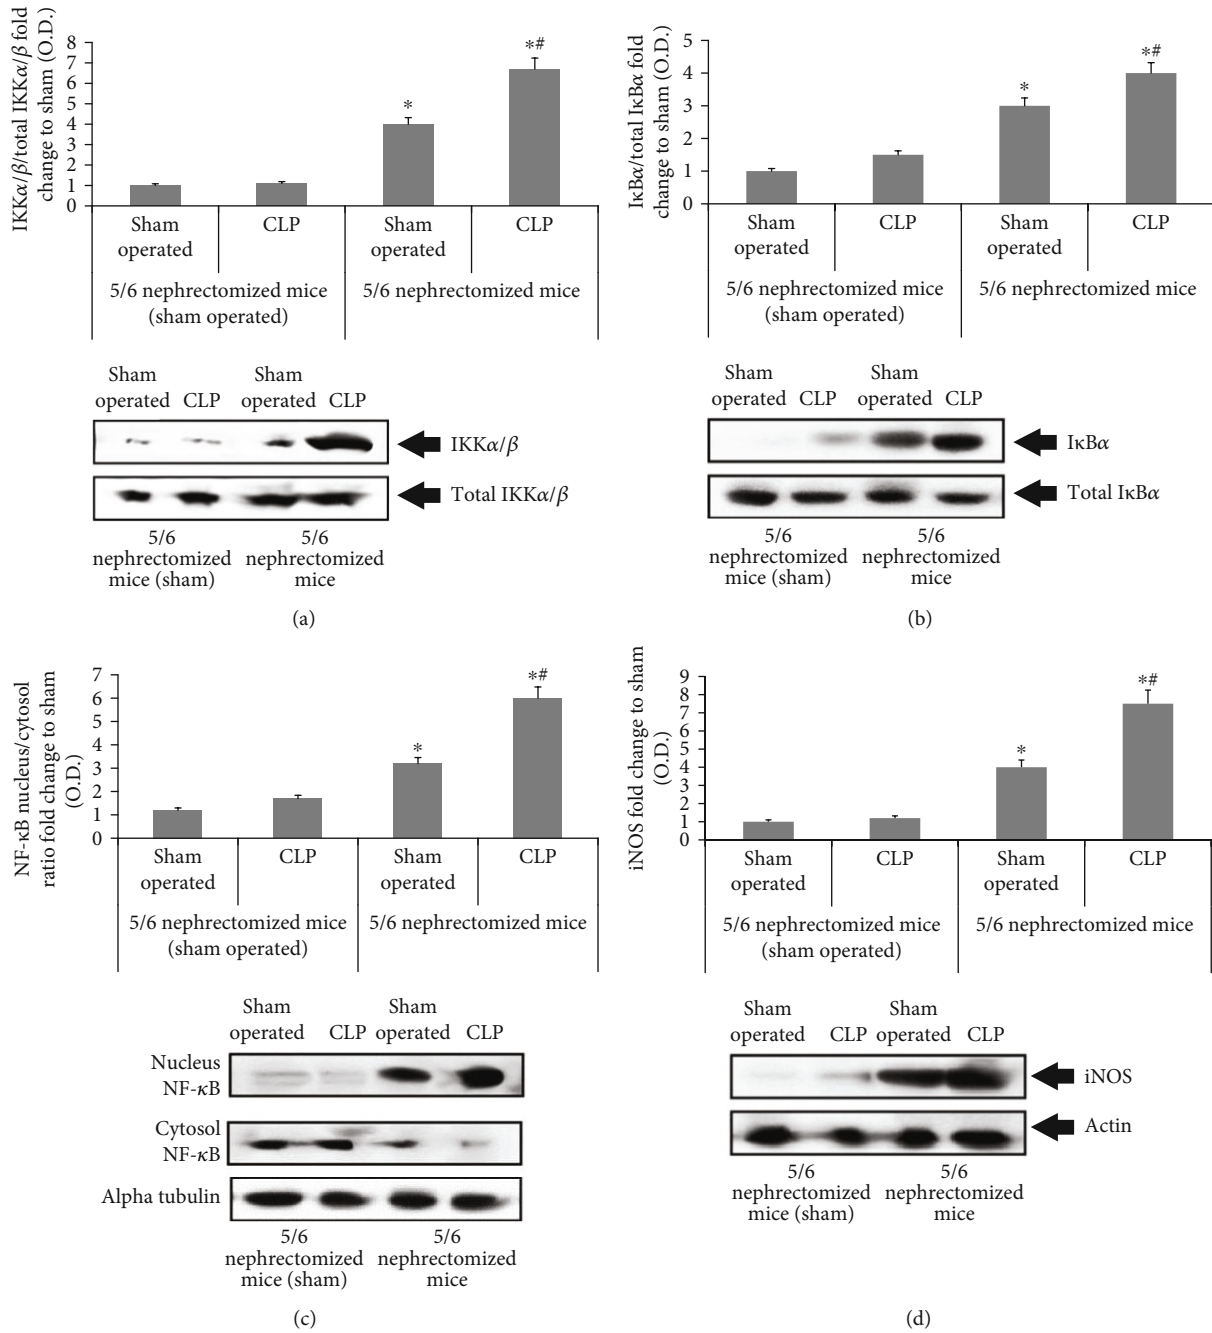 IKKα/β/total IKKα/β fold
change to sham (O.D.)
8
7
6
5
4
3
2
1
0
*
*#
Sham
operated
CLP
Sham
operated
CLP
5/6 nephrectomized mice
(sham operated)
5/6 nephrectomized mice
Sham
operated
CLP
Sham
operated
CLP
IKKα/β
Total IKKα/β
5/6
nephrectomized
mice (sham)
5/6
nephrectomized
mice
(a)
IκBα/total IκBα fold
change to sham (O.D.)
5
4
3
2
1
0
*
*#
Sham
operated
CLP
Sham
operated
CLP
5/6 nephrectomized mice
(sham operated)
5/6 nephrectomized mice
Sham
operated
CLP
Sham
operated
CLP
IκBα
Total IκBα
5/6
nephrectomized
mice (sham)
5/6
nephrectomized
mice
(b)
NF-κB nucleus/cytosol
ratio fold change to sham
(O.D.)
7
6
5
4
3
2
1
0
*
*#
Sham
operated
CLP
Sham
operated
CLP
5/6 nephrectomized mice
(sham operated)
5/6 nephrectomized mice
Sham
operated
CLP
Sham
operated
CLP
Nucleus
NF-κB
Cytosol
NF-κB
Alpha tubulin
5/6
nephrectomized
mice (sham)
5/6
nephrectomized
mice
(c)
iNOS fold change to sham
(O.D.)
9
8
7
6
5
4
3
2
1
0
*
*#
Sham
operated
CLP
Sham
operated
CLP
5/6 nephrectomized mice
(sham operated)
5/6 nephrectomized mice
Sham
operated
CLP
Sham
operated
CLP
iNOS
Actin
5/6
nephrectomized
mice (sham)
5/6
nephrectomized
mice
(d)